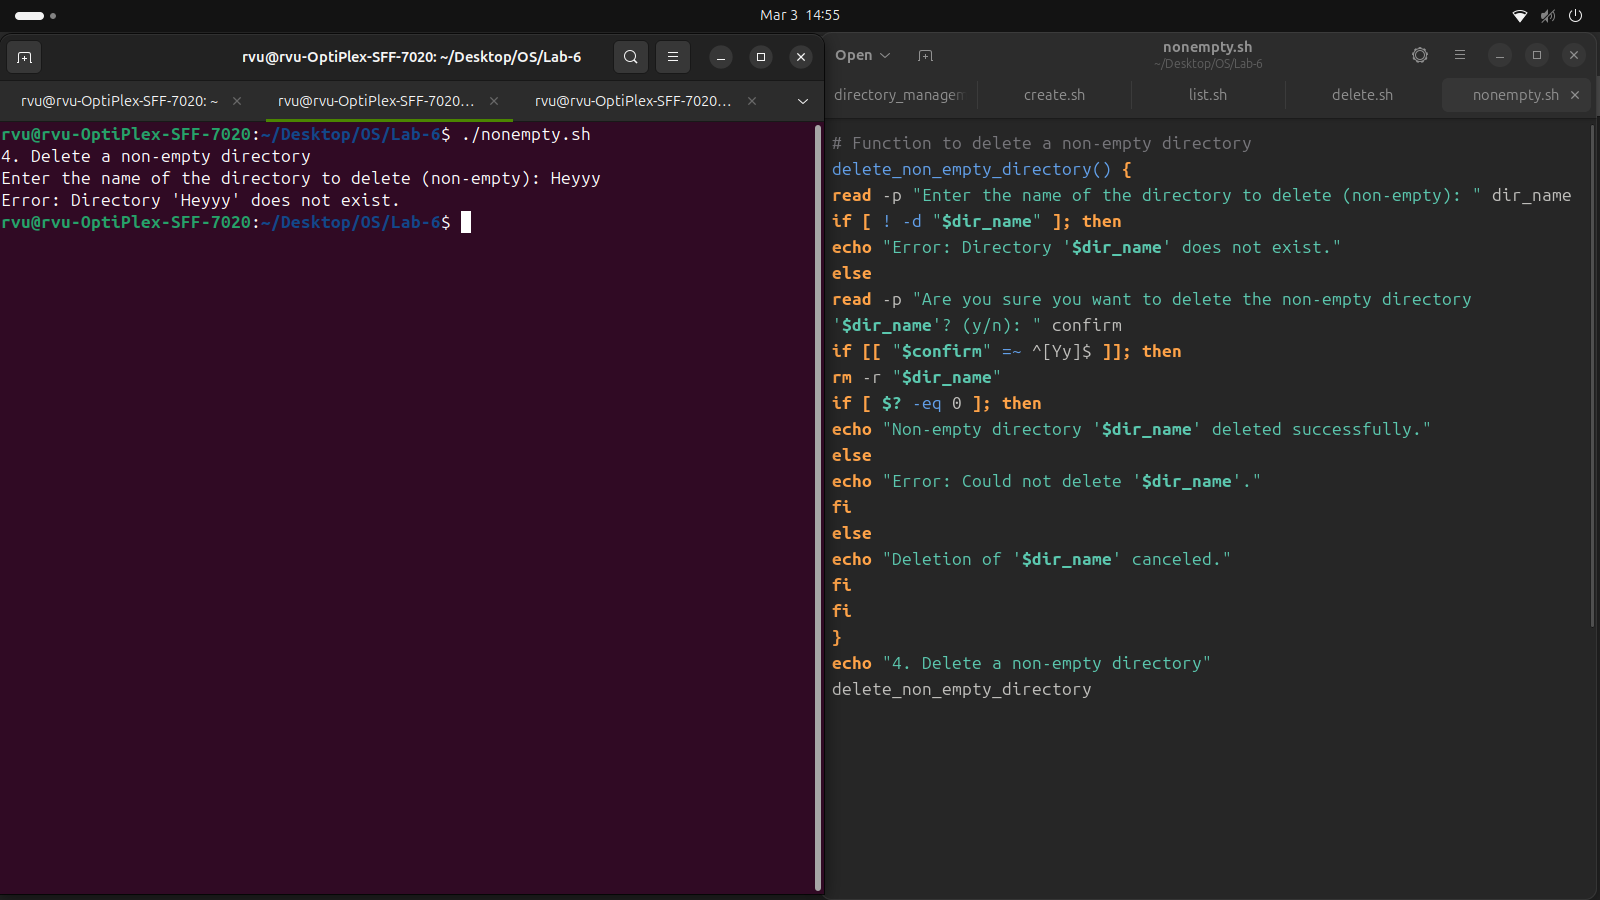 Mar 3 14:55
rvu@rvu-OptiPlex-SFF-7020: ~/Desktop/OS/Lab-6
rvu@rvu-OptiPlex-SFF-7020: ~
rvu@rvu-OptiPlex-SFF-7020...
rvu@rvu-OptiPlex-SFF-7020...
rvu@rvu-OptiPlex-SFF-7020:~/Desktop/OS/Lab-6$ ./nonempty.sh
4. Delete a non-empty directory
Enter the name of the directory to delete (non-empty): Heyyy
Error: Directory 'Heyyy' does not exist.
rvu@rvu-OptiPlex-SFF-7020:~/Desktop/OS/Lab-6$
Open
nonempty.sh
~/Desktop/OS/Lab-6
directory_managem
create.sh
list.sh
delete.sh
nonempty.sh
# Function to delete a non-empty directory
delete_non_empty_directory() {
read -p "Enter the name of the directory to delete (non-empty): " dir_name
if [ ! -d "$dir_name" ]; then
echo "Error: Directory '$dir_name' does not exist."
else
read -p "Are you sure you want to delete the non-empty directory
'$dir_name'? (y/n): " confirm
if [[ "$confirm" =~ ^[Yy]$ ]]; then
rm -r "$dir_name"
if [ $? -eq 0 ]; then
echo "Non-empty directory '$dir_name' deleted successfully."
else
echo "Error: Could not delete '$dir_name'."
fi
else
echo "Deletion of '$dir_name' canceled."
fi
fi
}
echo "4. Delete a non-empty directory"
delete_non_empty_directory